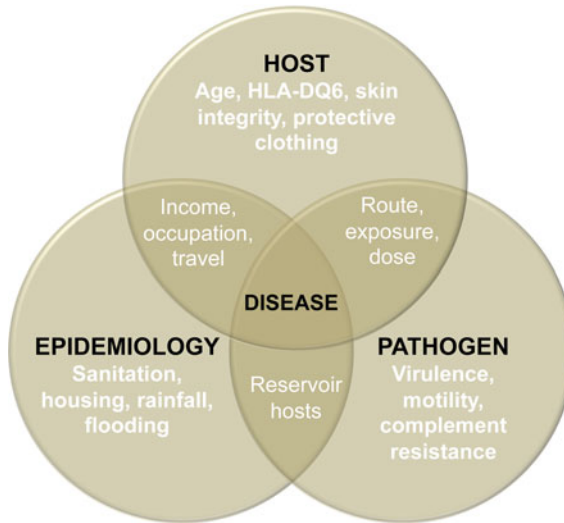 HOST
Age, HLA-DQ6, skin
integrity, protective
clothing
Income,
occupation,
travel
Route,
exposure,
dose
DISEASE
EPIDEMIOLOGY
Sanitation,
housing, rainfall,
flooding
Reservoir
hosts
PATHOGEN
Virulence,
motility,
complement
resistance